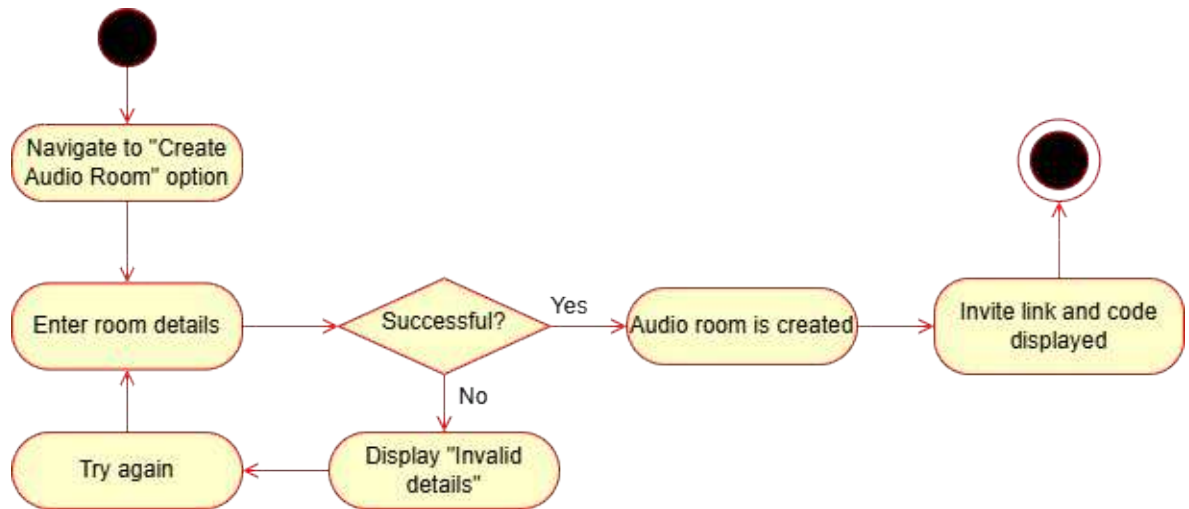 Navigate to "Create
Audio Room" option
Enter room details
Successful?
Yes
Audio room is created
Invite link and code
displayed
No
Display "Invalid
details"
Try again